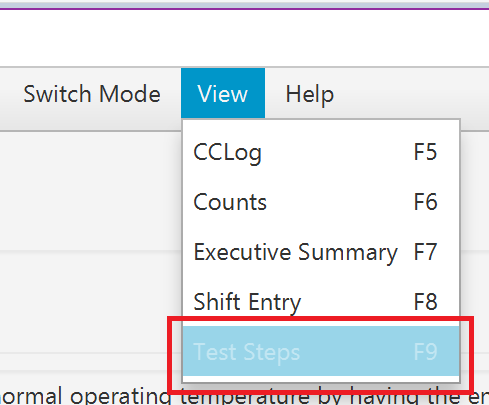 Switch Mode View Help
CCLog F5
Counts F6
Executive Summary F7
Shift Entry F8
Test Steps F9
normal operating temperature by having the en